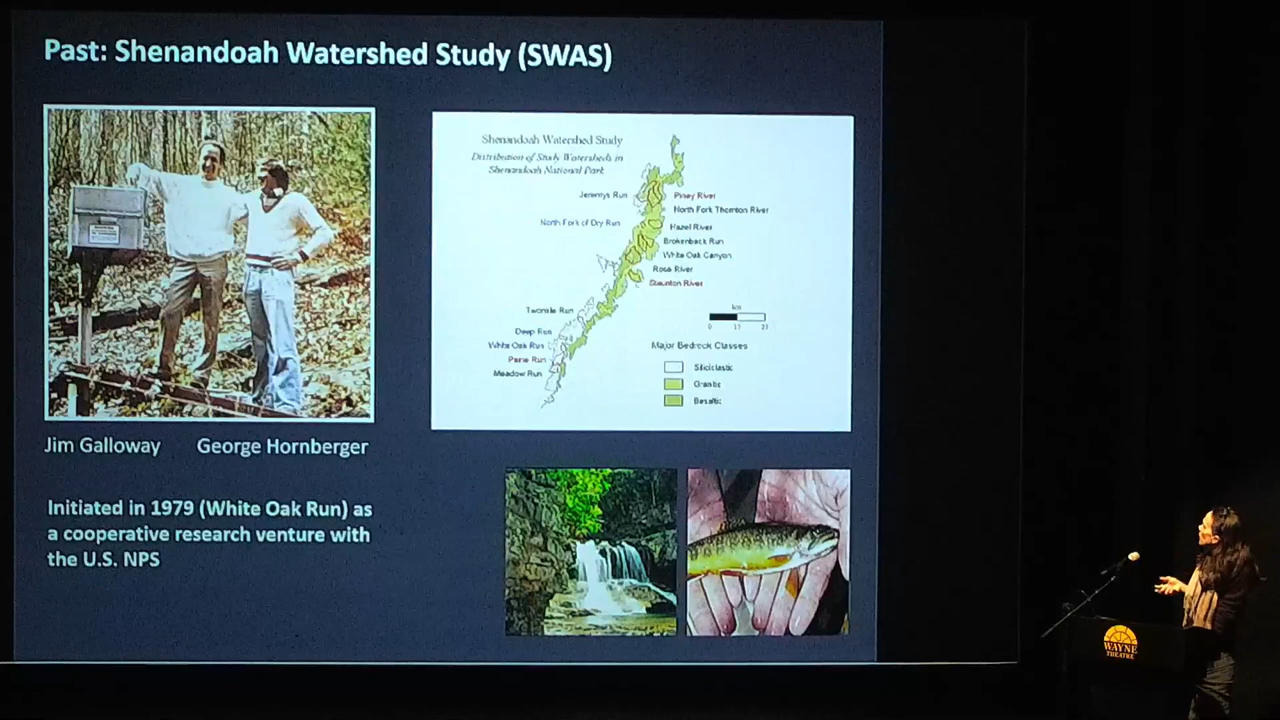 Past: Shenandoah Watershed Study (SWAS)
Shenandoah Watershed Study
Distribution of Study Watersheds in
Shenandoah National Park
Jeremys Run
Piney River
North Fork Thornton River
North Fork of Dry Run
Hazel River
Brokenback Run
White Oak Canyon
Rose River
Staunton River
Twomile Run
Deep Run
White Oak Run
Paine Run
Meadow Run
km
0
Major Bedrock Classes
Siliciclastic
Granitic
Basaltic
Jim Galloway George Hornberger
Initiated in 1979 (White Oak Run) as
a cooperative research venture with
the U.S. NPS
WAYNE
THEATRE